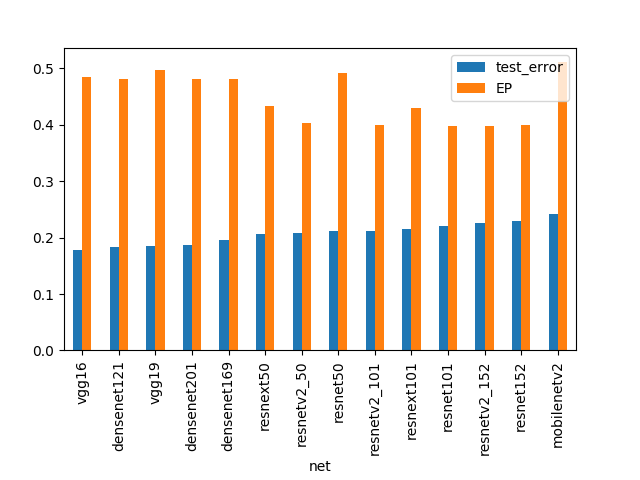 0.5
0.4
0.3
0.2
0.1
0.0
test_error
EP
vgg16
densenet121
vgg19
densenet201
densenet169
resnext50
resnetv2_50
resnet50
resnetv2_101
resnext101
resnet101
resnetv2_152
resnet152
mobilenetv2
net